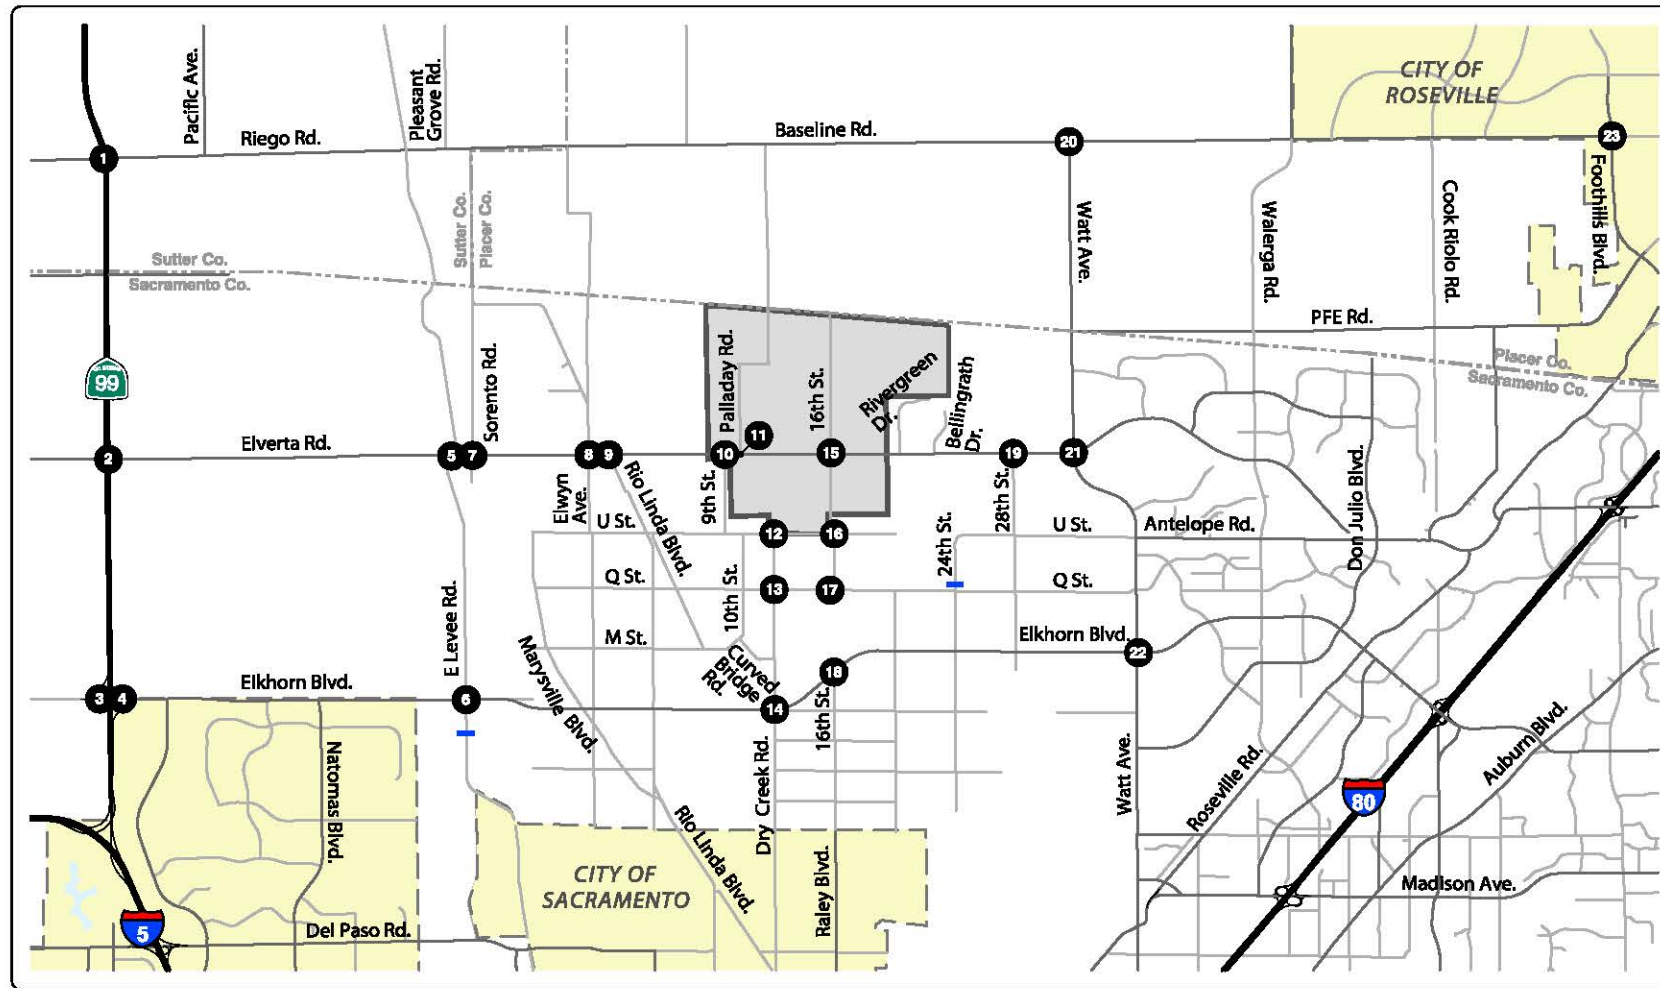 CITY OF
ROSEVILLE
Pacific Ave.
Pleasant
Grove Rd.
Riego Rd.
Baseline Rd.
1
20
23
Foothills Blvd.
Cook Riolo Rd.
Walerga Rd.
Watt Ave.
Sutter Co.
Placer Co.
Sutter Co.
Sacramento Co.
PFE Rd.
Placer Co.
Sacramento Co.
99
Sorento Rd.
Palladay Rd.
16th St.
Rivergreen
Dr.
Bellingrath
Dr.
11
Elverta Rd.
2
5
7
8
9
10
15
19
21
Elwyn
Ave.
Rio Linda Blvd.
9th St.
28th St.
Don Julio Blvd.
U St.
12
16
24th St.
U St.
Antelope Rd.
Q St.
10th St.
13
17
Q St.
E Levee Rd.
Marysville Blvd.
M St.
Curved
Bridge
Rd.
Elkhorn Blvd.
22
18
Elkhorn Blvd.
3
4
6
14
16th St.
Natomas Blvd.
Dry Creek Rd.
Watt Ave.
Roseville Rd.
Auburn Blvd.
80
Rio Linda Blvd.
Raley Blvd.
CITY OF
SACRAMENTO
Madison Ave.
5
Del Paso Rd.